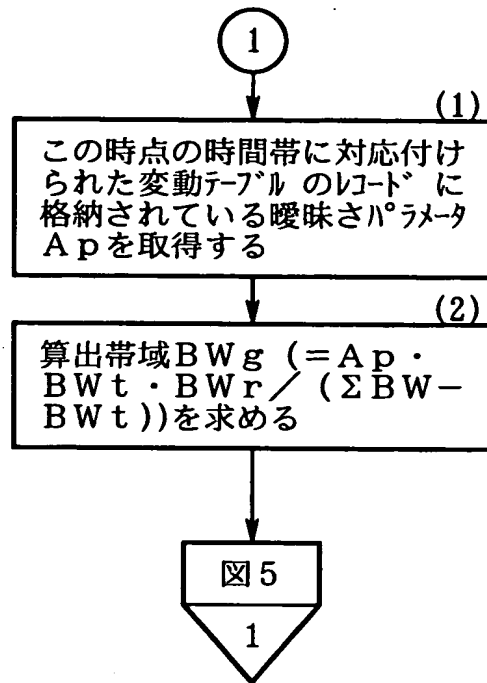 1
(1)
この時点の時間帯に対応付け
られた変動ﾃｰﾌﾞﾙ のﾚｺｰﾄﾞ に
格納されている曖昧さﾊﾟﾗﾒｰﾀ
Ａｐを取得する
(2)
算出帯域ＢＷｇ (＝Ａｐ・
ＢＷｔ・ＢＷｒ／ (ΣＢＷ－
ＢＷｔ))を求める
図５
1